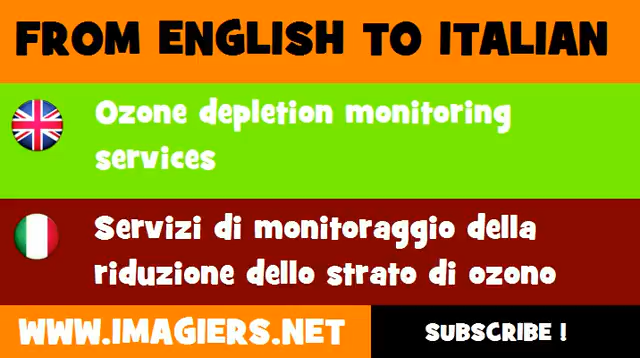 FROM ENGLISH TO ITALIAN
Ozone depletion monitoring
services
Servizi di monitoraggio della
riduzione dello strato di ozono
WWW.IMAGIERS.NET
SUBSCRIBE !